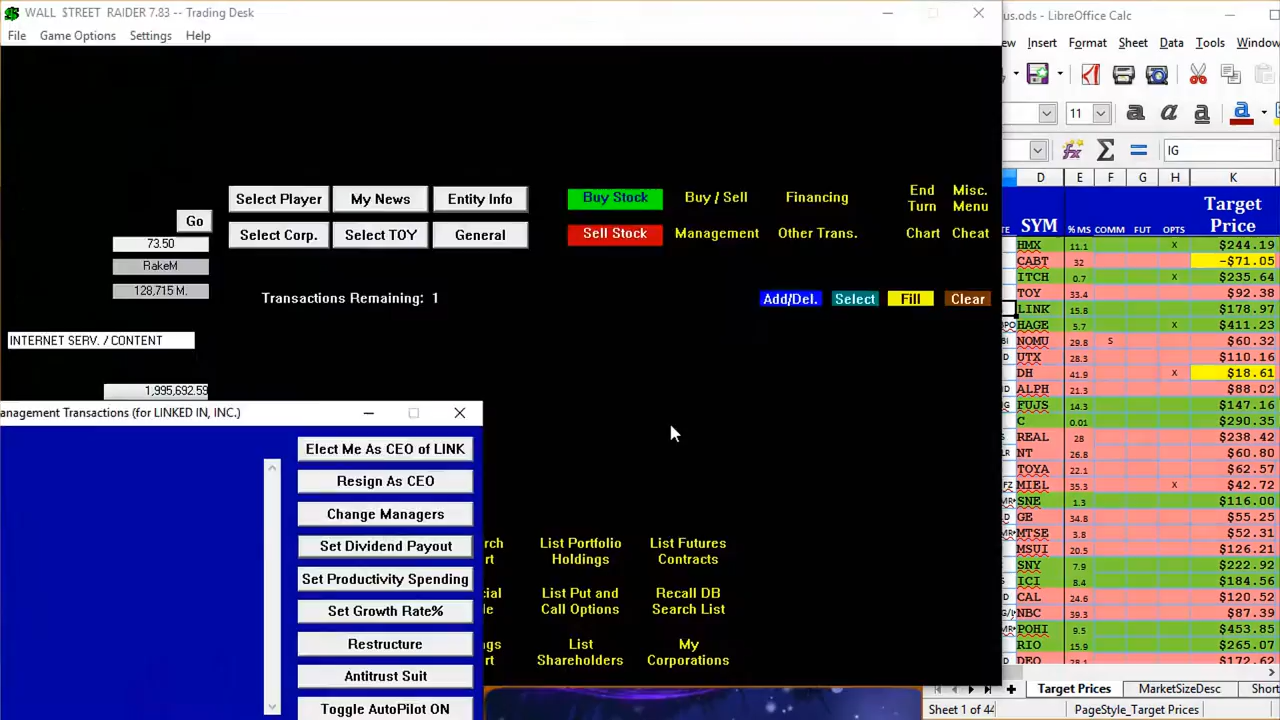 WALL STREET RAIDER 7.83 -- Trading Desk
File Game Options Settings Help
Select Player My News Entity Info
Select Corp. Select TOY General
Buy Stock Buy / Sell Financing End Turn Misc. Menu
Sell Stock Management Other Trans. Chart Cheat
Go
73.50
RakeM
128,715 M.
Transactions Remaining: 1
Add/Del. Select Fill Clear
INTERNET SERV. / CONTENT
1,995,692.59
anagement Transactions (for LINKED IN, INC.)
Elect Me As CEO of LINK
Resign As CEO
Change Managers
Set Dividend Payout
Set Productivity Spending
Set Growth Rate%
Restructure
Antitrust Suit
Toggle AutoPilot ON
rch
rt
List Portfolio
Holdings
List Futures
Contracts
List Put and
Call Options
Recall DB
Search List
List
Shareholders
My
Corporations
us.ods - LibreOffice Calc
ew Insert Format Sheet Data Tools Window
11
IG
D E F G H K
SYM % MS COMM FUT OPTS Target Price
HMX 11.1 X $244.19
CABT 32 -$71.05
ITCH 0.7 X $235.64
TOY 33.4 $92.38
LINK 15.8 $178.97
HAGE 5.7 X $411.23
NOMU 29.8 S $60.32
UTX 28.3 $110.16
DH 41.9 X $18.61
ALPH 21.3 $88.02
FUJS 14.3 $147.16
C 0.01 $290.35
REAL 28 $238.42
NT 26.8 $60.80
TOYA 22.1 $62.57
MIEL 35.3 X $42.72
SNE 1.3 $116.00
GE 34.8 $55.25
MTSE 3.8 $52.31
MSUI 20.5 $126.21
SNY 7.9 $222.92
ICI 8.4 $184.56
CAL 24.6 $120.52
NBC 39.3 $87.39
POHI 9.5 $453.85
RIO 15.9 $265.07
DEO 28.1 $172.62
Target Prices MarketSizeDesc Short
Sheet 1 of 44 PageStyle_Target Prices